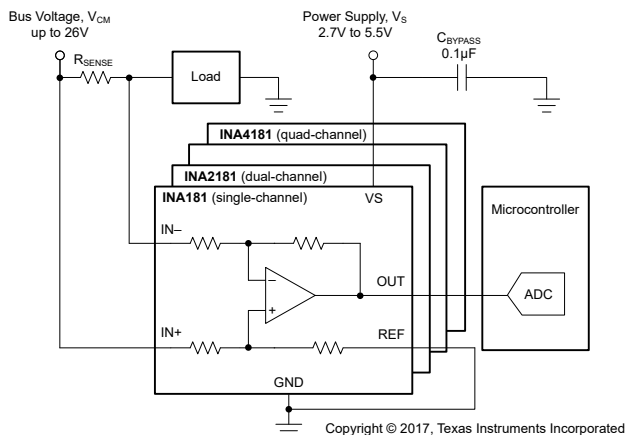 Bus Voltage, VCM
up to 26V
Power Supply, VS
2.7V to 5.5V
CBYPASS
0.1µF
RSENSE
Load
INA4181 (quad-channel)
INA2181 (dual-channel)
INA181 (single-channel)
VS
Microcontroller
IN–
OUT
ADC
–
+
IN+
REF
GND
Copyright © 2017, Texas Instruments Incorporated